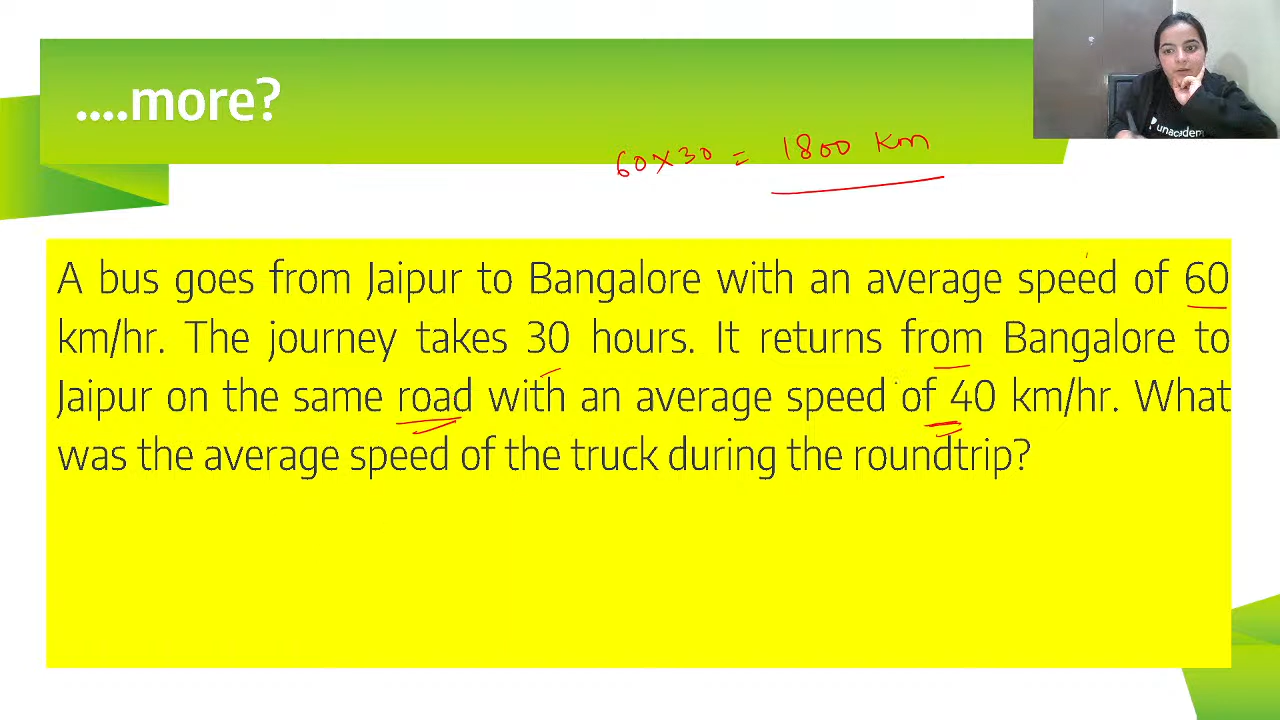 ....more?
unacadem
60 x 30 = 1800 km
A bus goes from Jaipur to Bangalore with an average speed of 60
km/hr. The journey takes 30 hours. It returns from Bangalore to
Jaipur on the same road with an average speed of 40 km/hr. What
was the average speed of the truck during the roundtrip?